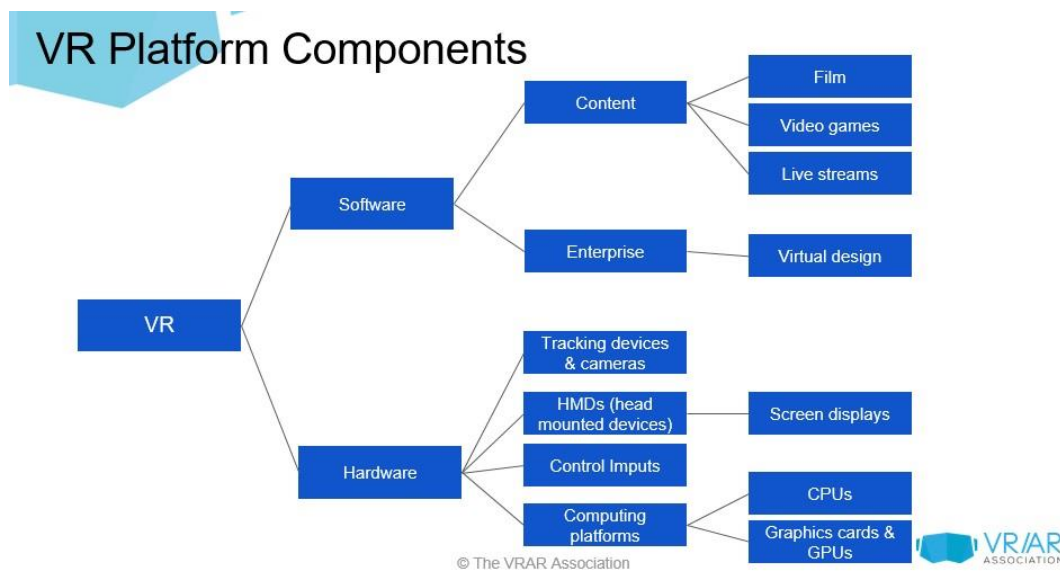 VR Platform Components
Film
Content
Video games
Live streams
Software
Enterprise
Virtual design
VR
Tracking devices
& cameras
HMDs (head
mounted devices)
Screen displays
Control Imputs
Hardware
CPUs
Computing
platforms
Graphics cards &
GPUs
© The VRAR Association
VR/AR
ASSOCIATION